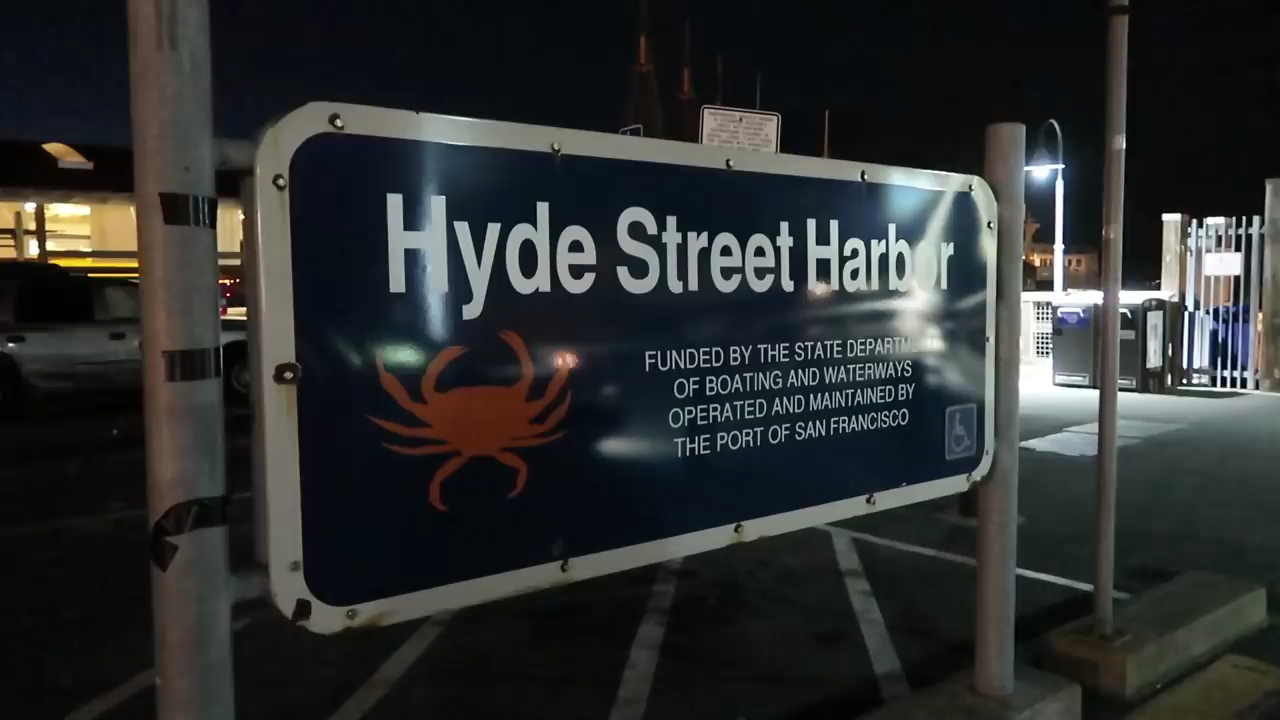 Hyde Street Harbor
FUNDED BY THE STATE DEPARTME
OF BOATING AND WATERWAYS
OPERATED AND MAINTAINED BY
THE PORT OF SAN FRANCISCO